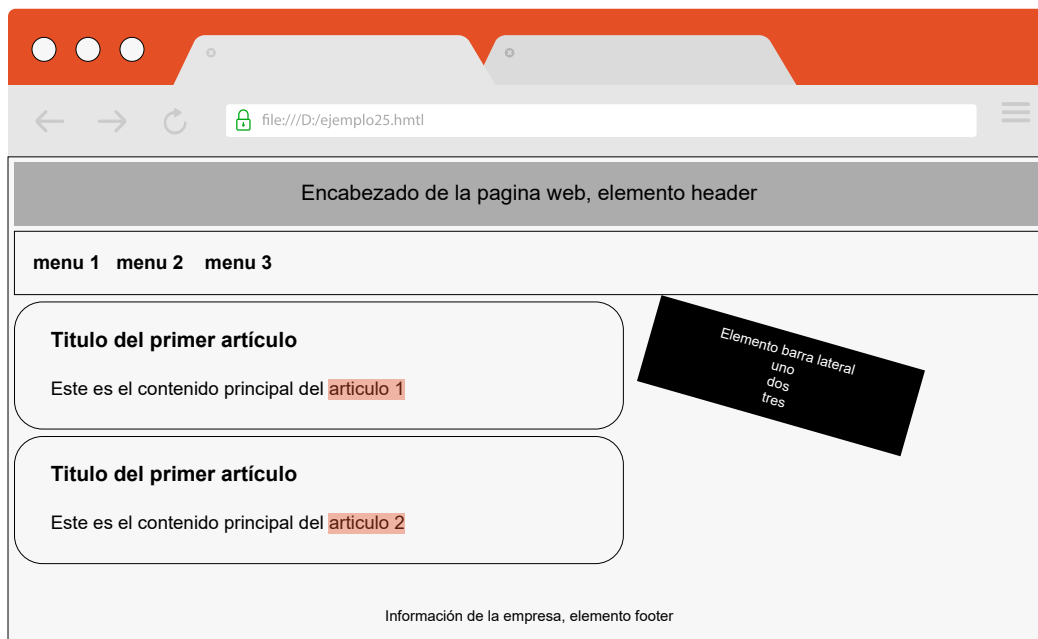 file:///D:/ejemplo25.hmtl
Encabezado de la pagina web, elemento header
menu 1 menu 2 menu 3
Titulo del primer artículo
Este es el contenido principal del articulo 1
Elemento barra lateral
uno
dos
tres
Titulo del primer artículo
Este es el contenido principal del articulo 2
Información de la empresa, elemento footer